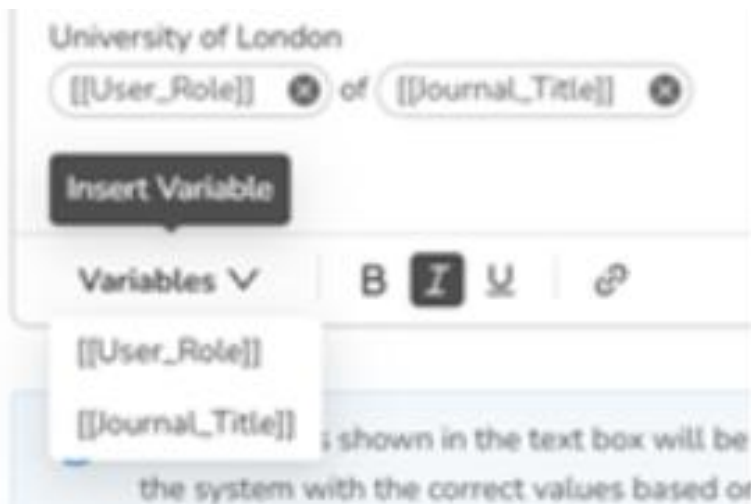 University of London
[[User_Role]] of [[Journal_Title]]
Insert Variable
Variables B I U
[[User_Role]]
[[Journal_Title]]
s shown in the text box will be
the system with the correct values based on